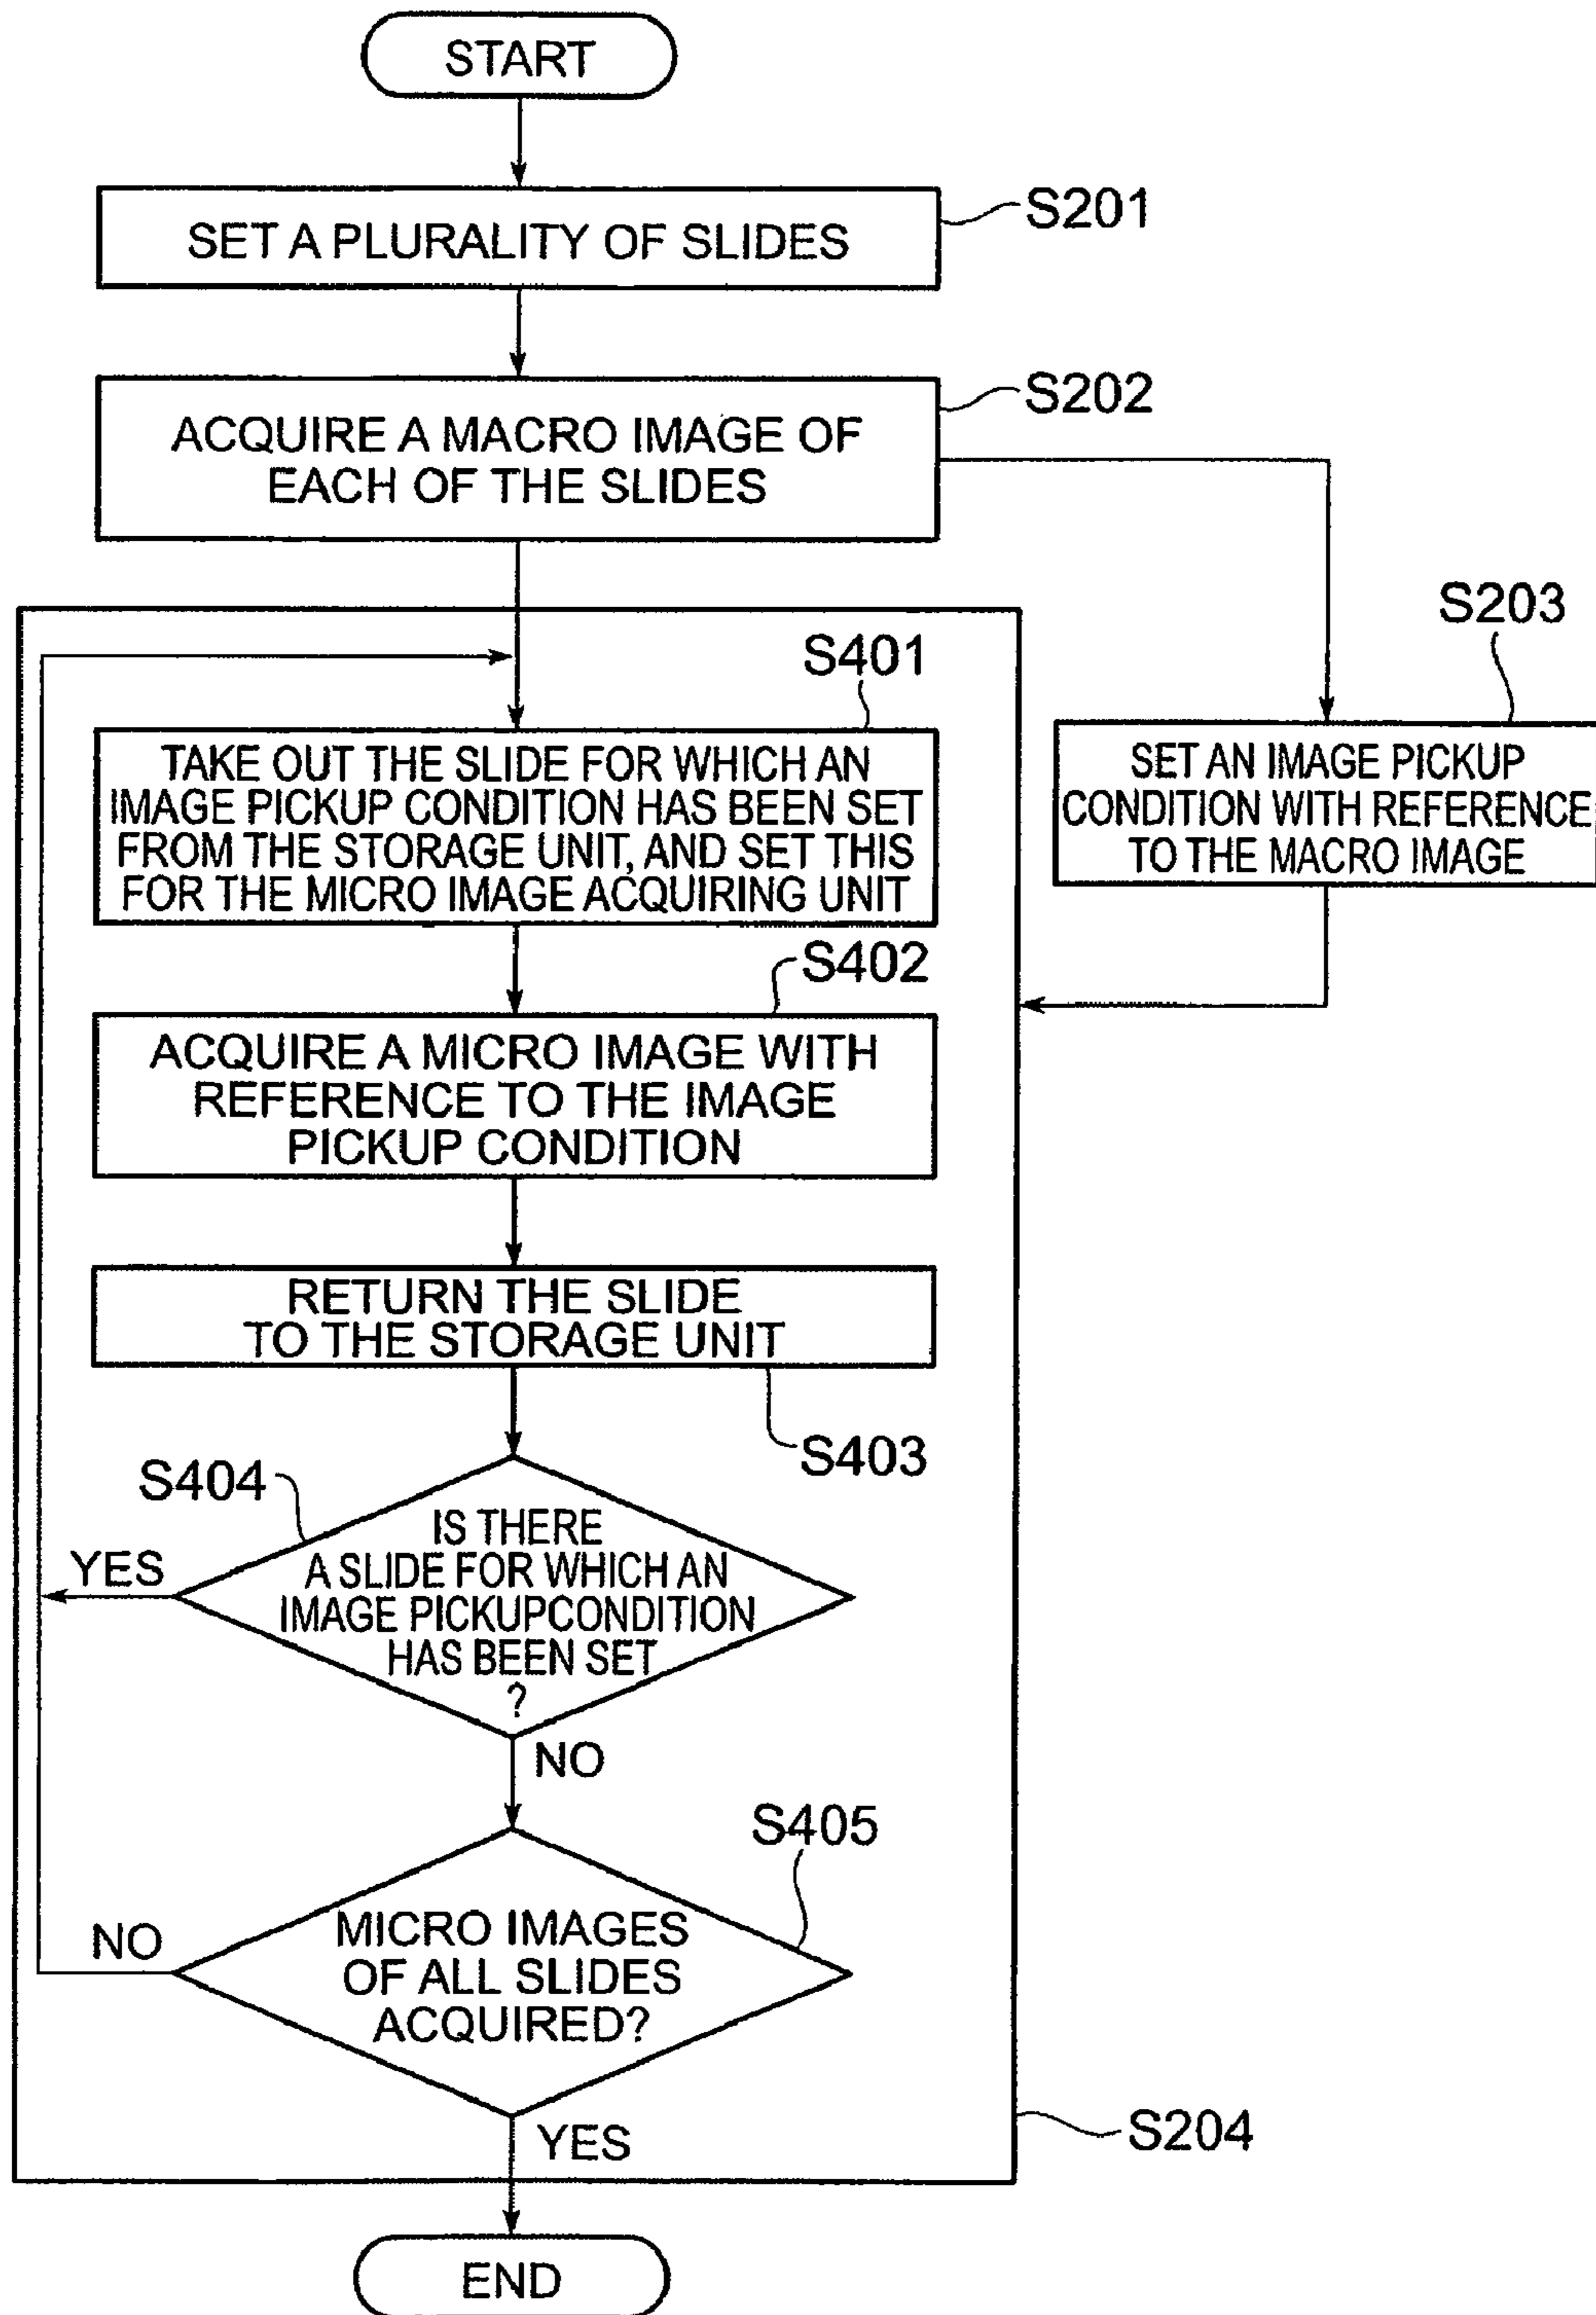 START
S201
SET A PLURALITY OF SLIDES
S202
ACQUIRE A MACRO IMAGE OF
EACH OF THE SLIDES
S203
SET AN IMAGE PICKUP
CONDITION WITH REFERENCE
TO THE MACRO IMAGE
S401
TAKE OUT THE SLIDE FOR WHICH AN
IMAGE PICKUP CONDITION HAS BEEN SET
FROM THE STORAGE UNIT, AND SET THIS
FOR THE MICRO IMAGE ACQUIRING UNIT
S402
ACQUIRE A MICRO IMAGE WITH
REFERENCE TO THE IMAGE
PICKUP CONDITION
RETURN THE SLIDE
TO THE STORAGE UNIT
S403
S404
IS THERE
A SLIDE FOR WHICH AN
IMAGE PICKUPCONDITION
HAS BEEN SET
?
YES
NO
S405
MICRO IMAGES
OF ALL SLIDES
ACQUIRED?
NO
YES
S204
END